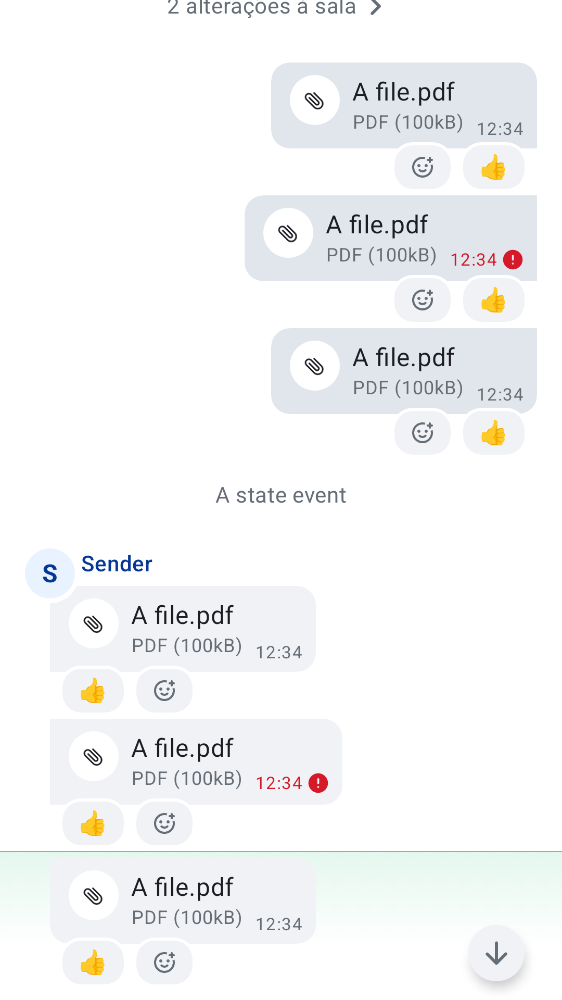 2 alterações à sala
A file.pdf
PDF (100kB) 12:34
👍
A file.pdf
PDF (100kB) 12:34
👍
A file.pdf
PDF (100kB) 12:34
👍
A state event
S Sender
A file.pdf
PDF (100kB) 12:34
👍
A file.pdf
PDF (100kB) 12:34
👍
A file.pdf
PDF (100kB) 12:34
👍